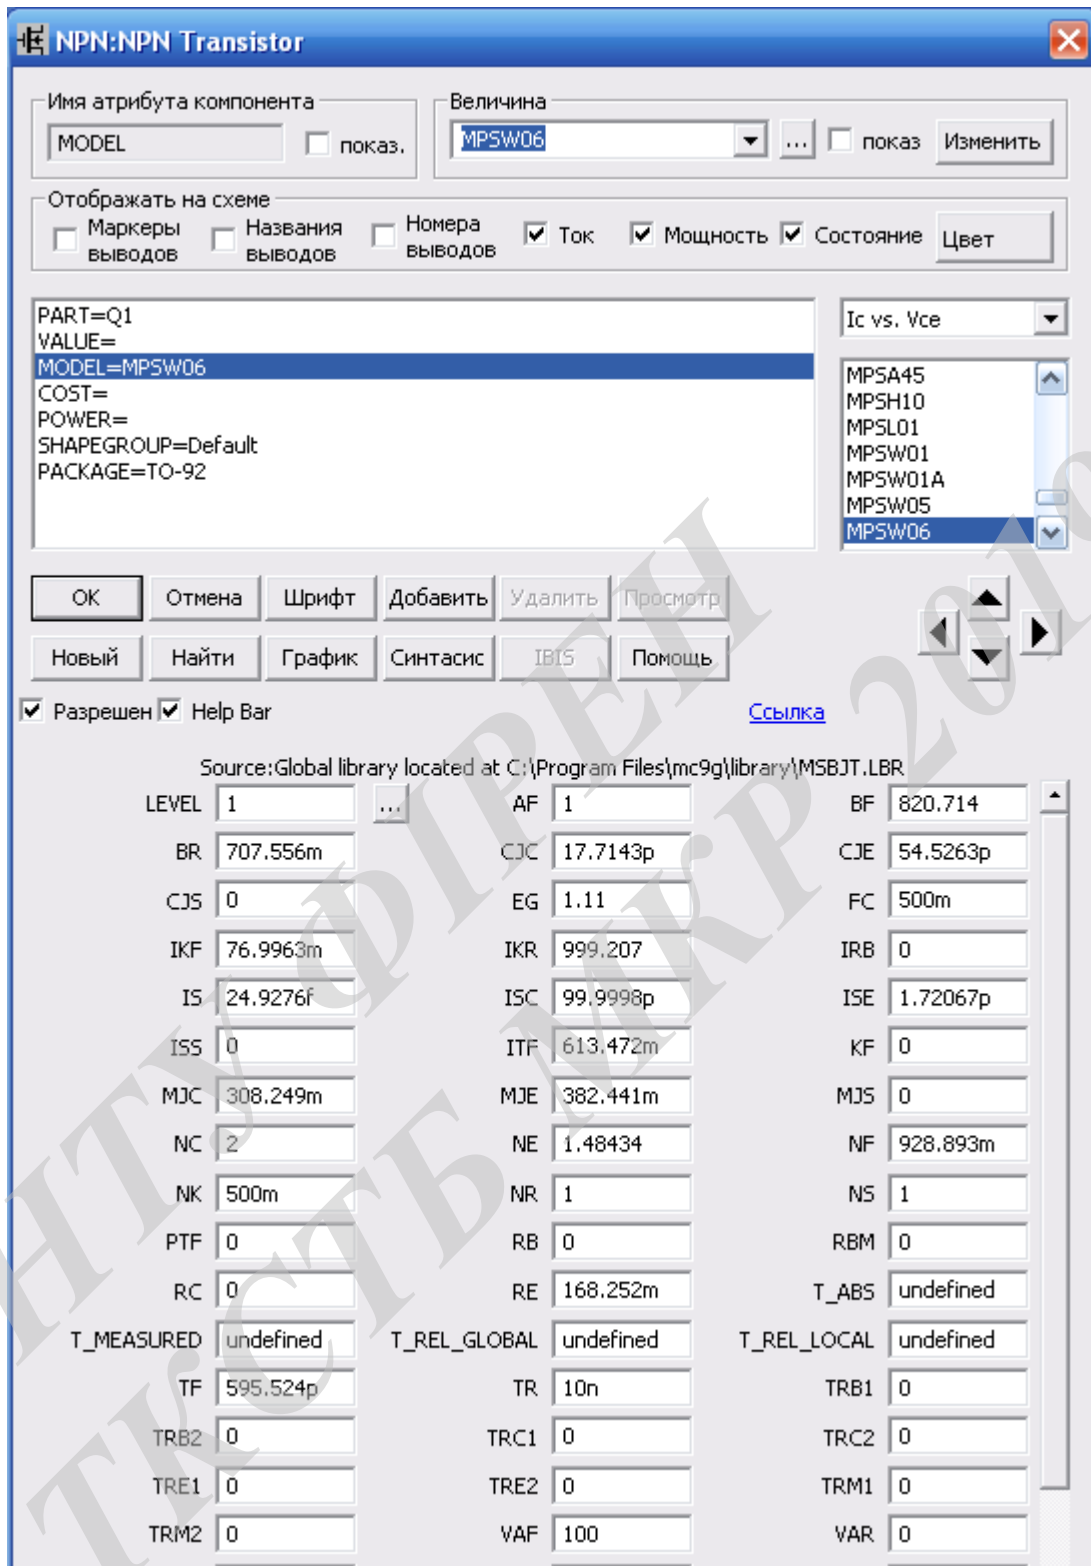 NPN:NPN Transistor
Имя атрибута компонента
Величина
MODEL показ. MPSW06 ... показ Изменить
Отображать на схеме
Маркеры выводов Названия выводов Номера выводов Ток Мощность Состояние Цвет
PART=Q1
VALUE=
MODEL=MPSW06
COST=
POWER=
SHAPEGROUP=Default
PACKAGE=TO-92
Ic vs. Vce
MPSA45
MPSH10
MPSL01
MPSW01
MPSW01A
MPSW05
MPSW06
OK Отмена Шрифт Добавить Удалить Просмотр
Новый Найти График Синтасис IBIS Помощь
Разрешен Help Bar Ссылка
Source:Global library located at C:\Program Files\mc9g\library\MSBJT.LBR
LEVEL 1 ... AF 1 BF 820.714
BR 707.556m CJC 17.7143p CJE 54.5263p
CJS 0 EG 1.11 FC 500m
IKF 76.9963m IKR 999.207 IRB 0
IS 24.9276f ISC 99.9998p ISE 1.72067p
ISS 0 ITF 613.472m KF 0
MJC 308.249m MJE 382.441m MJS 0
NC 2 NE 1.48434 NF 928.893m
NK 500m NR 1 NS 1
PTF 0 RB 0 RBM 0
RC 0 RE 168.252m T_ABS undefined
T_MEASURED undefined T_REL_GLOBAL undefined T_REL_LOCAL undefined
TF 595.524p TR 10n TRB1 0
TRB2 0 TRC1 0 TRC2 0
TRE1 0 TRE2 0 TRM1 0
TRM2 0 VAF 100 VAR 0
НТУ ФІРЕН
ТКСТБ МКР 2019